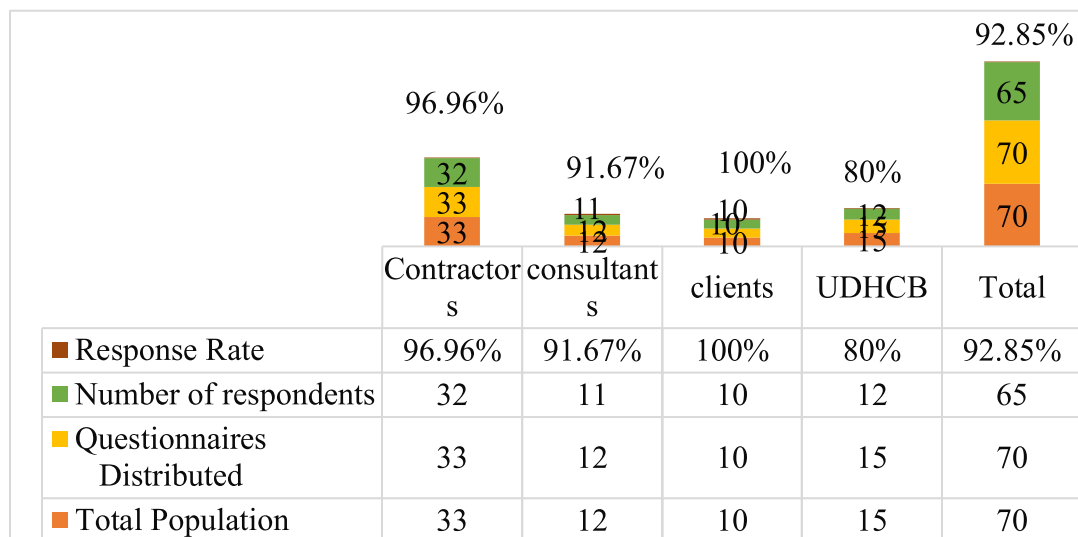 92.85%
96.96%
91.67%
100%
80%
32
33
33
11
12
12
10
10
10
12
15
15
65
70
70
Contractor
s
consultant
s
clients
UDHCB
Total
Response Rate 96.96% 91.67% 100% 80% 92.85%
Number of respondents 32 11 10 12 65
Questionnaires
Distributed 33 12 10 15 70
Total Population 33 12 10 15 70